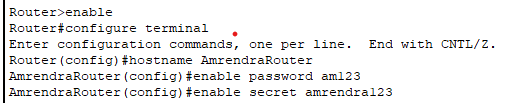 Router>enable
Router#configure terminal
Enter configuration commands, one per line.  End with CNTL/Z.
Router(config)#hostname AmrendraRouter
AmrendraRouter(config)#enable password am123
AmrendraRouter(config)#enable secret amrendra123